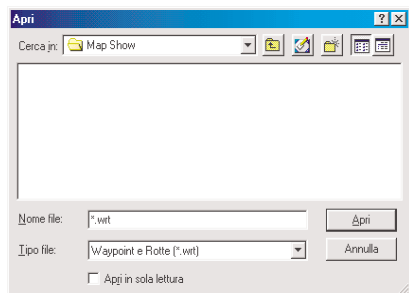 Apri
Cerca in: Map Show
Nome file: *.wrt
Apri
Tipo file: Waypoint e Rotte (*.wrt)
Annulla
Apri in sola lettura